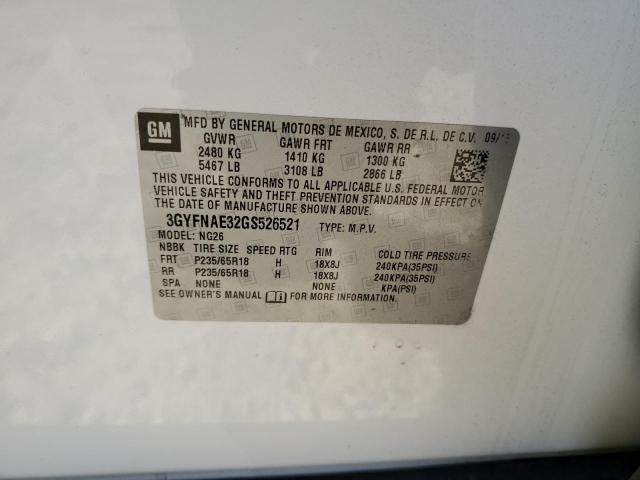 GM MFD BY GENERAL MOTORS DE MEXICO, S. DE R.L. DE C.V.
GVWR GAWR FRT GAWR RR
2480 KG 1410 KG 1300 KG
5467 LB 3108 LB 2866 LB
THIS VEHICLE CONFORMS TO ALL APPLICABLE U.S. FEDERAL MOTOR
VEHICLE SAFETY AND THEFT PREVENTION STANDARDS IN EFFECT ON
THE DATE OF MANUFACTURE SHOWN ABOVE.
3GYFNAE32GS526521 TYPE: M.P.V.
MODEL: NG26
NBBK TIRE SIZE SPEED RTG RIM COLD TIRE PRESSURE
FRT P235/65R18 H 18X8J 240KPA(35PSI)
RR P235/65R18 H 18X8J 240KPA(35PSI)
SPA NONE NONE KPA(PSI)
SEE OWNER'S MANUAL FOR MORE INFORMATION